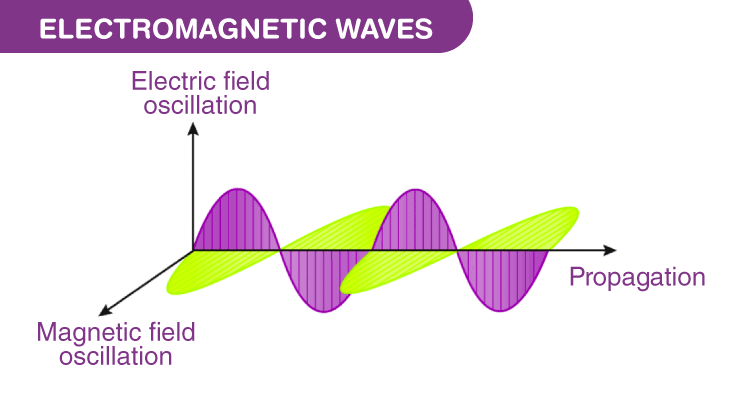 ELECTROMAGNETIC WAVES
Electric field
oscillation
Propagation
Magnetic field
oscillation